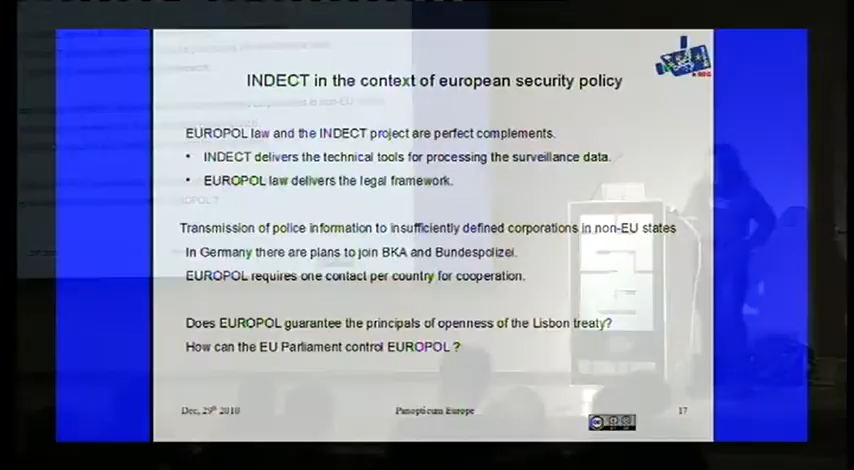 INDECT in the context of european security policy
EUROPOL law and the INDECT project are perfect complements.
• INDECT delivers the technical tools for processing the surveillance data.
• EUROPOL law delivers the legal framework.
Transmission of police information to insufficiently defined corporations in non-EU states
In Germany there are plans to join BKA and Bundespolizei.
EUROPOL requires one contact per country for cooperation.
Does EUROPOL guarantee the principals of openness of the Lisbon treaty?
How can the EU Parliament control EUROPOL ?
Dec, 29th 2010
Panopticum Europe
17